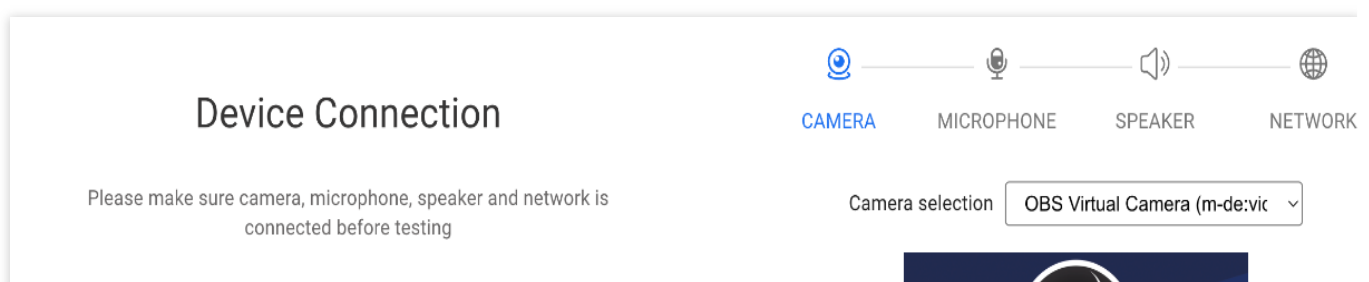 Device Connection
Please make sure camera, microphone, speaker and network is
connected before testing
CAMERA
MICROPHONE
SPEAKER
NETWORK
Camera selection
OBS Virtual Camera (m-de:vic